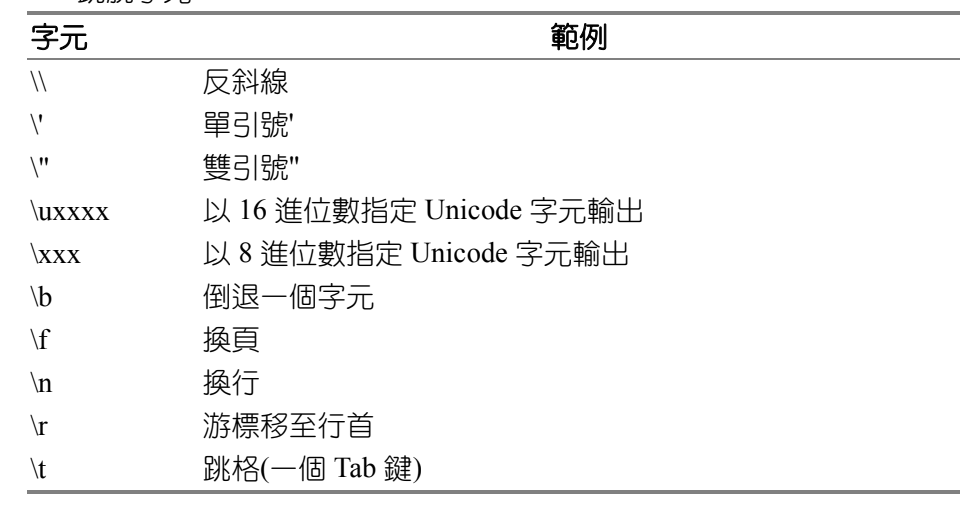 字元 範例
\\ 反斜線
\' 單引號'
\" 雙引號"
\uxxxx 以 16 進位數指定 Unicode 字元輸出
\xxx 以 8 進位數指定 Unicode 字元輸出
\b 倒退一個字元
\f 換頁
\n 換行
\r 游標移至行首
\t 跳格(一個 Tab 鍵)